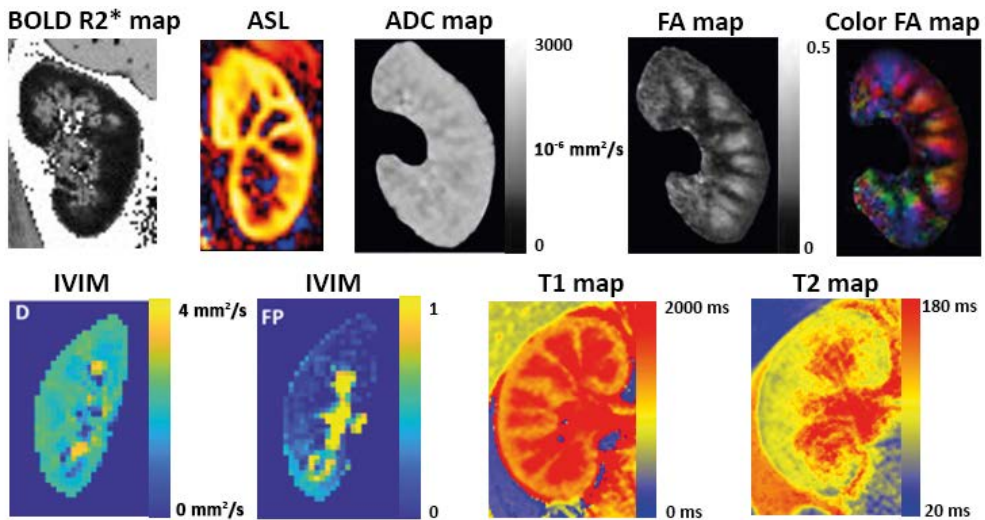 BOLD R2* map
ASL
ADC map
FA map
Color FA map
3000
10⁻⁶ mm²/s
0
0.5
0
IVIM
IVIM
T1 map
T2 map
D
4 mm²/s
0 mm²/s
FP
1
0
2000 ms
0 ms
180 ms
20 ms